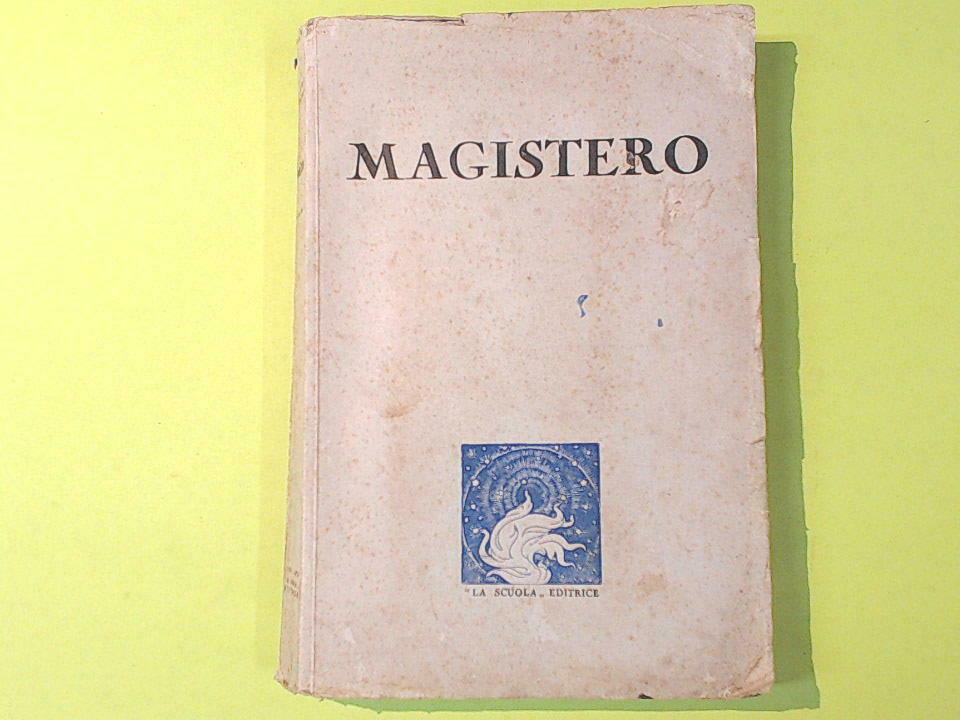 MAGISTERO
"LA SCUOLA„ EDITRICE